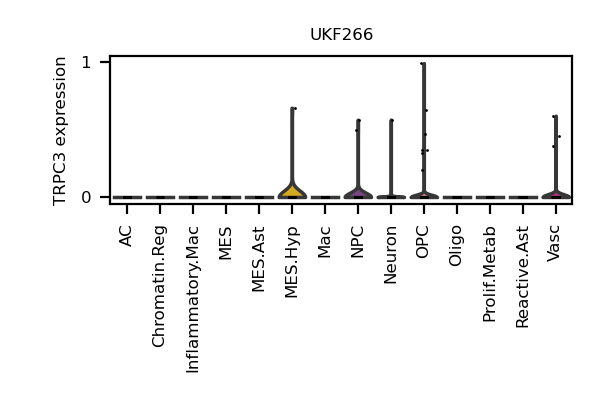 UKF266
TRPC3 expression
1
0
AC
Chromatin.Reg
Inflammatory.Mac
MES
MES.Ast
MES.Hyp
Mac
NPC
Neuron
OPC
Oligo
Prolif.Metab
Reactive.Ast
Vasc